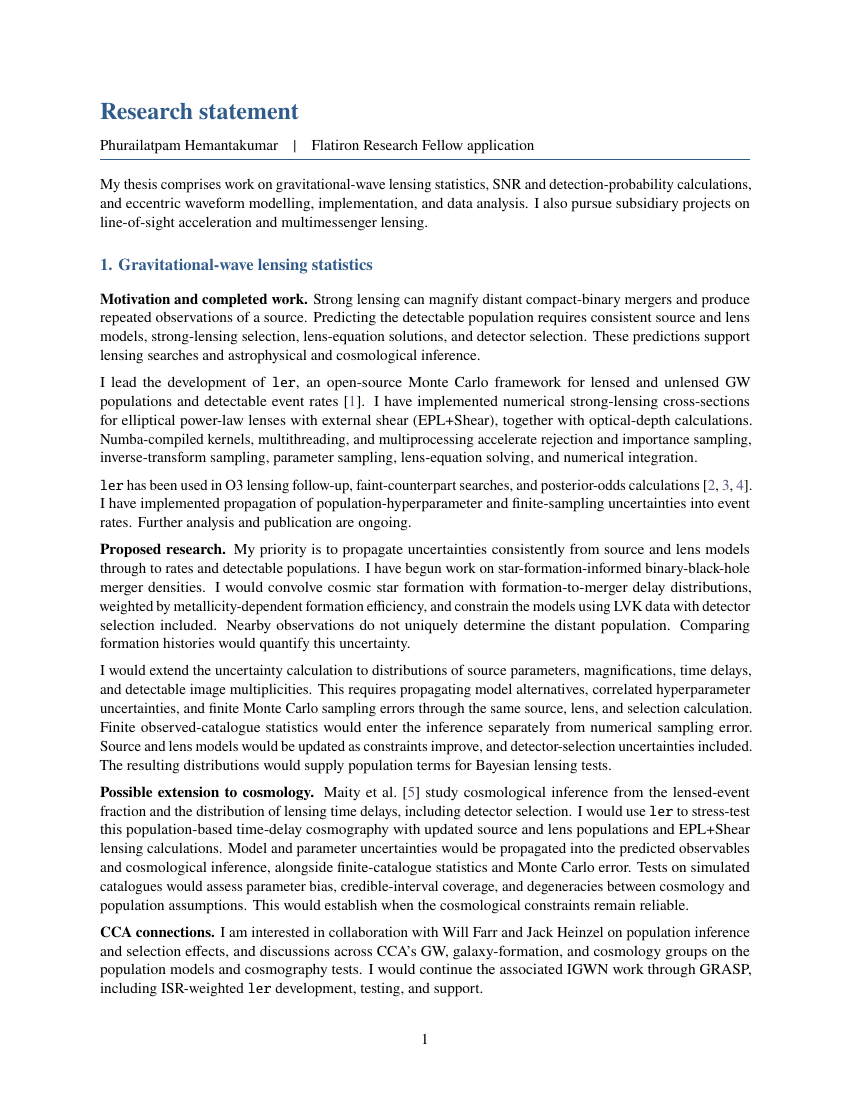 Research statement
Phurailatpam Hemantakumar | Flatiron Research Fellow application
My thesis comprises work on gravitational-wave lensing statistics, SNR and detection-probability calculations,
and eccentric waveform modelling, implementation, and data analysis. I also pursue subsidiary projects on
line-of-sight acceleration and multimessenger lensing.
1. Gravitational-wave lensing statistics
Motivation and completed work. Strong lensing can magnify distant compact-binary mergers and produce
repeated observations of a source. Predicting the detectable population requires consistent source and lens
models, strong-lensing selection, lens-equation solutions, and detector selection. These predictions support
lensing searches and astrophysical and cosmological inference.
I lead the development of ler, an open-source Monte Carlo framework for lensed and unlensed GW
populations and detectable event rates [1]. I have implemented numerical strong-lensing cross-sections
for elliptical power-law lenses with external shear (EPL+Shear), together with optical-depth calculations.
Numba-compiled kernels, multithreading, and multiprocessing accelerate rejection and importance sampling,
inverse-transform sampling, parameter sampling, lens-equation solving, and numerical integration.
ler has been used in O3 lensing follow-up, faint-counterpart searches, and posterior-odds calculations [2, 3, 4].
I have implemented propagation of population-hyperparameter and finite-sampling uncertainties into event
rates. Further analysis and publication are ongoing.
Proposed research. My priority is to propagate uncertainties consistently from source and lens models
through to rates and detectable populations. I have begun work on star-formation-informed binary-black-hole
merger densities. I would convolve cosmic star formation with formation-to-merger delay distributions,
weighted by metallicity-dependent formation efficiency, and constrain the models using LVK data with detector
selection included. Nearby observations do not uniquely determine the distant population. Comparing
formation histories would quantify this uncertainty.
I would extend the uncertainty calculation to distributions of source parameters, magnifications, time delays,
and detectable image multiplicities. This requires propagating model alternatives, correlated hyperparameter
uncertainties, and finite Monte Carlo sampling errors through the same source, lens, and selection calculation.
Finite observed-catalogue statistics would enter the inference separately from numerical sampling error.
Source and lens models would be updated as constraints improve, and detector-selection uncertainties included.
The resulting distributions would supply population terms for Bayesian lensing tests.
Possible extension to cosmology. Maity et al. [5] study cosmological inference from the lensed-event
fraction and the distribution of lensing time delays, including detector selection. I would use ler to stress-test
this population-based time-delay cosmography with updated source and lens populations and EPL+Shear
lensing calculations. Model and parameter uncertainties would be propagated into the predicted observables
and cosmological inference, alongside finite-catalogue statistics and Monte Carlo error. Tests on simulated
catalogues would assess parameter bias, credible-interval coverage, and degeneracies between cosmology and
population assumptions. This would establish when the cosmological constraints remain reliable.
CCA connections. I am interested in collaboration with Will Farr and Jack Heinzel on population inference
and selection effects, and discussions across CCA's GW, galaxy-formation, and cosmology groups on the
population models and cosmography tests. I would continue the associated IGWN work through GRASP,
including ISR-weighted ler development, testing, and support.
1